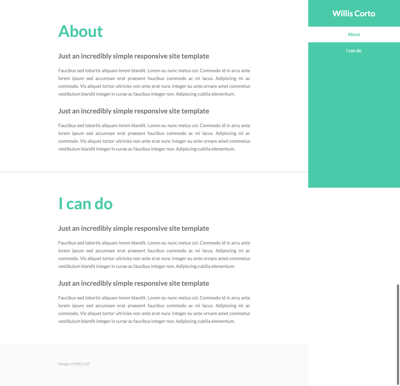 About
Just an incredibly simple responsive site template
Faucibus sed lobortis aliquam lorem blandit. Lorem eu nunc metus col. Commodo id in arcu ante
lorem ipsum sed accumsan erat praesent faucibus commodo ac mi lacus. Adipiscing mi ac
commodo. Vis aliquet tortor ultricies non ante erat nunc integer eu ante ornare amet commetus
vestibulum blandit integer in curae ac faucibus integer non. Adipiscing cubilia elementum.
Just an incredibly simple responsive site template
Faucibus sed lobortis aliquam lorem blandit. Lorem eu nunc metus col. Commodo id in arcu ante
lorem ipsum sed accumsan erat praesent faucibus commodo ac mi lacus. Adipiscing mi ac
commodo. Vis aliquet tortor ultricies non ante erat nunc integer eu ante ornare amet commetus
vestibulum blandit integer in curae ac faucibus integer non. Adipiscing cubilia elementum.
I can do
Just an incredibly simple responsive site template
Faucibus sed lobortis aliquam lorem blandit. Lorem eu nunc metus col. Commodo id in arcu ante
lorem ipsum sed accumsan erat praesent faucibus commodo ac mi lacus. Adipiscing mi ac
commodo. Vis aliquet tortor ultricies non ante erat nunc integer eu ante ornare amet commetus
vestibulum blandit integer in curae ac faucibus integer non. Adipiscing cubilia elementum.
Just an incredibly simple responsive site template
Faucibus sed lobortis aliquam lorem blandit. Lorem eu nunc metus col. Commodo id in arcu ante
lorem ipsum sed accumsan erat praesent faucibus commodo ac mi lacus. Adipiscing mi ac
commodo. Vis aliquet tortor ultricies non ante erat nunc integer eu ante ornare amet commetus
vestibulum blandit integer in curae ac faucibus integer non. Adipiscing cubilia elementum.
Design: HTML5 UP
Willis Corto
About
I can do